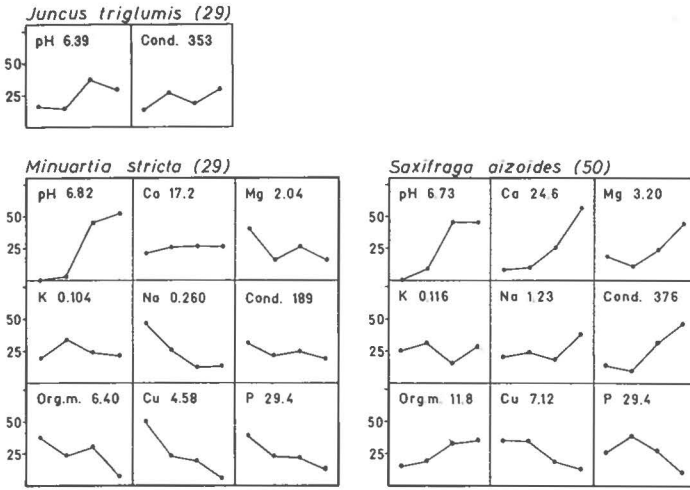 Juncus triglumis (29)
pH 6.39 Cond. 353
50
25
Minuartia stricta (29)
pH 6.82 Ca 17.2 Mg 2.04
50
25
K 0.104 Na 0.260 Cond. 189
50
25
Org.m. 6.40 Cu 4.58 P 29.4
50
25
Saxifraga aizoides (50)
pH 6.73 Ca 24.6 Mg 3.20
50
25
K 0.116 Na 1.23 Cond. 376
50
25
Org m. 11.8 Cu 7.12 P 29.4
50
25